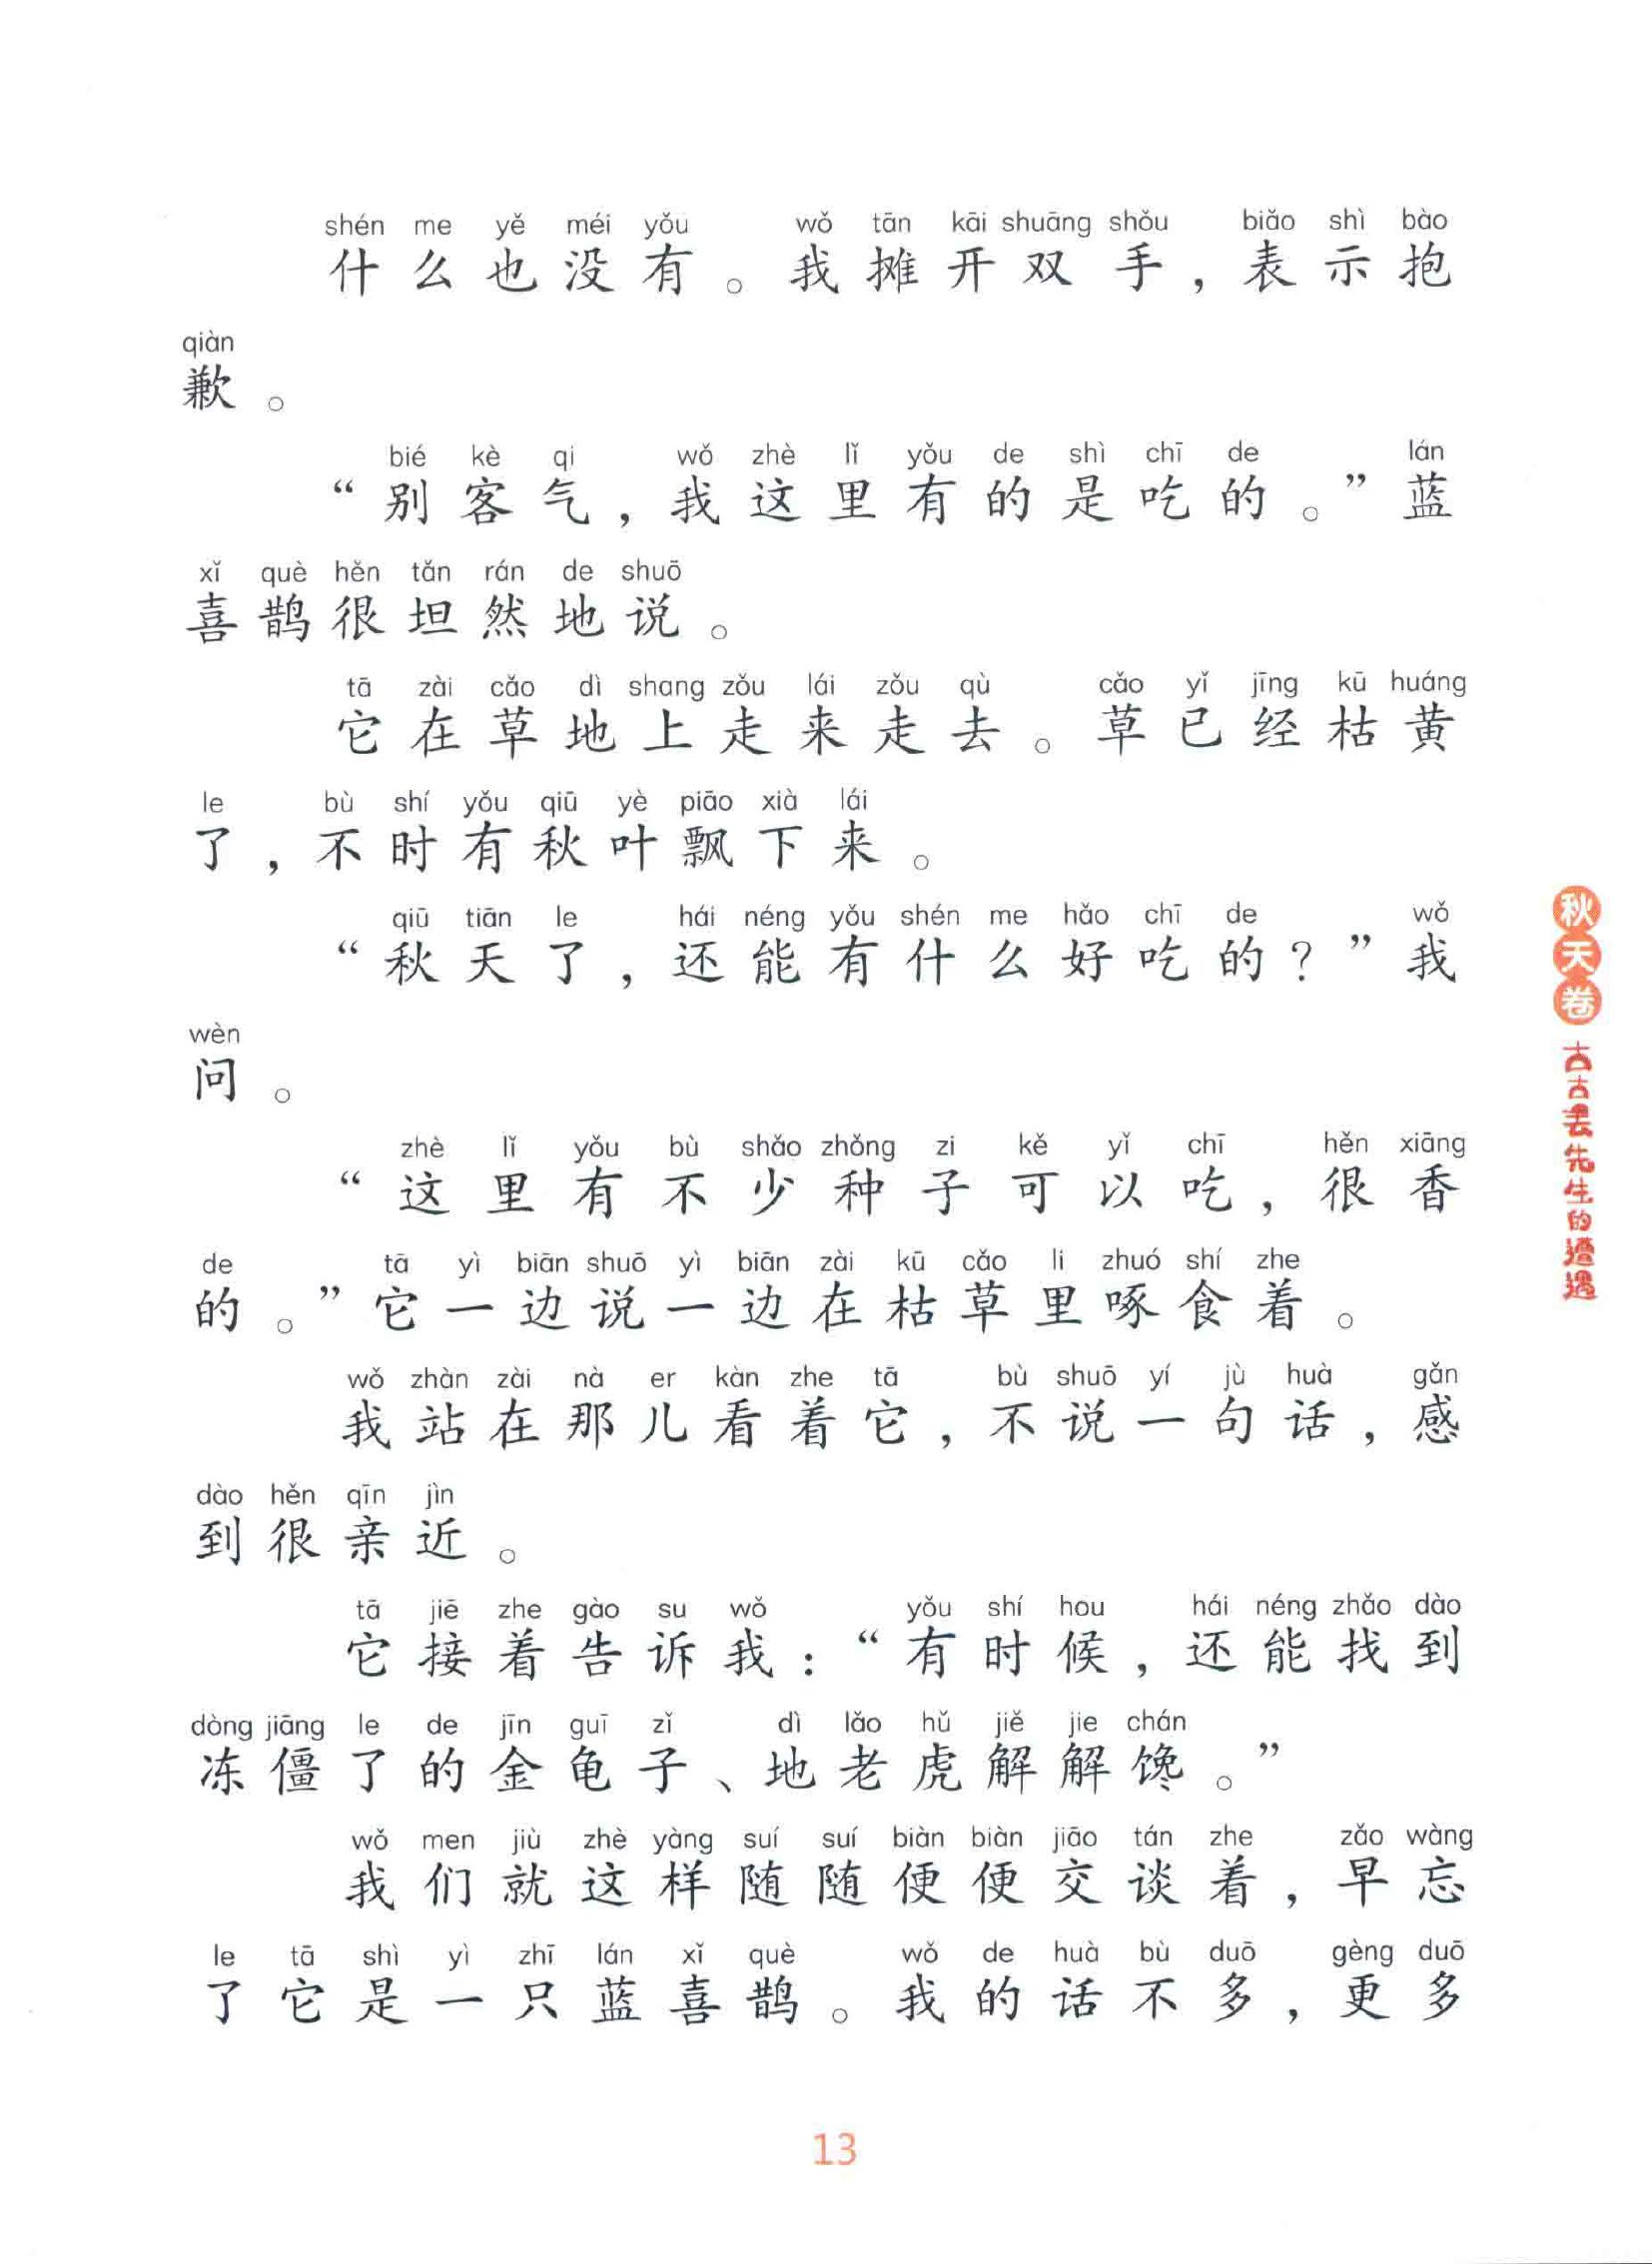 shén me yě méi yǒu wǒ tān kāi shuāng shǒu biǎo shì bào
什么也没有。我摊开双手，表示抱
qiàn
歉。
bié kè qi wǒ zhè lǐ yǒu de shì chī de lán
“别客气，我这里有的是吃的。”蓝
xǐ què hěn tǎn rán de shuō
喜鹊很坦然地说。
tā zài cǎo dì shang zǒu lái zǒu qù cǎo yǐ jīng kū huáng
它在草地上走来走去。草已经枯黄
le bù shí yǒu qiū yè piāo xià lái
了，不时有秋叶飘下来。
qiū tiān le hái néng yǒu shén me hǎo chī de wǒ
“秋天了，还能有什么好吃的？”我
wèn
问。
zhè lǐ yǒu bù shǎo zhǒng zi kě yǐ chī hěn xiāng
“这里有不少种子可以吃，很香
de tā yì biān shuō yì biān zài kū cǎo li zhuó shí zhe
的。”它一边说一边在枯草里啄食着。
wǒ zhàn zài nà er kàn zhe tā bù shuō yí jù huà gǎn
我站在那儿看着它，不说一句话，感
dào hěn qīn jìn
到很亲近。
tā jiē zhe gào su wǒ yǒu shí hou hái néng zhǎo dào
它接着告诉我：“有时候，还能找到
dòng jiāng le de jīn guī zǐ dì lǎo hǔ jiě jie chán
冻僵了的金龟子、地老虎解解馋。”
wǒ men jiù zhè yàng suí suí biàn biàn jiāo tán zhe zǎo wàng
我们就这样随随便便交谈着，早忘
le tā shì yì zhī lán xǐ què wǒ de huà bù duō gèng duō
了它是一只蓝喜鹊。我的话不多，更多
秋天卷
古古丢先生的遭遇
13